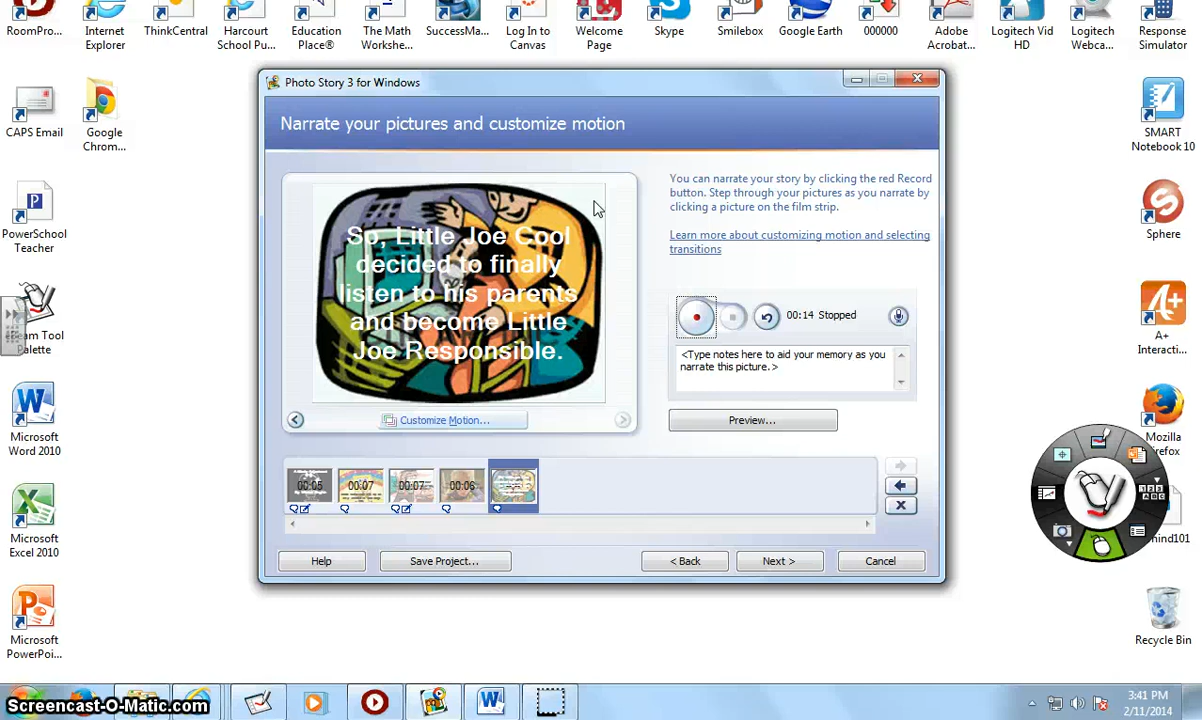 RoomPro...
Internet
Explorer
ThinkCentral
Harcourt
School Pu...
Education
Place®
The Math
Workshe...
SuccessMa...
Log In to
Canvas
Welcome
Page
Skype
Smilebox
Google Earth
000000
Adobe
Acrobat...
Logitech Vid
HD
Logitech
Webca...
Response
Simulator
CAPS Email
Google
Chrom...
PowerSchool
Teacher
eBeam Tool
Palette
Microsoft
Word 2010
Microsoft
Excel 2010
Microsoft
PowerPoi...
Photo Story 3 for Windows
Narrate your pictures and customize motion
So, Little Joe Cool
decided to finally
listen to his parents
and become Little
Joe Responsible.
Customize Motion...
You can narrate your story by clicking the red Record
button. Step through your pictures as you narrate by
clicking a picture on the film strip.
Learn more about customizing motion and selecting
transitions
00:14 Stopped
<Type notes here to aid your memory as you
narrate this picture.>
Preview...
00:05
00:07
00:07
00:06
Help
Save Project...
< Back
Next >
Cancel
SMART
Notebook 10
Sphere
A+
Interacti...
Mozilla
Firefox
123
ABC
Recycle Bin
Screencast-O-Matic.com
3:41 PM
2/11/2014